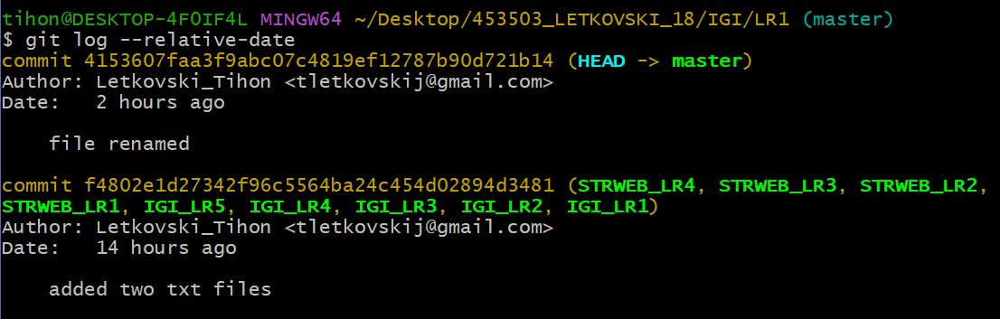 tihon@DESKTOP-4F0IF4L MINGW64 ~/Desktop/453503_LETKOVSKI_18/IGI/LR1 (master)
$ git log --relative-date
commit 4153607faa3f9abc07c4819ef12787b90d721b14 (HEAD -> master)
Author: Letkovski_Tihon <tletkovskij@gmail.com>
Date:   2 hours ago
    file renamed
commit f4802e1d27342f96c5564ba24c454d02894d3481 (STRWEB_LR4, STRWEB_LR3, STRWEB_LR2,
STRWEB_LR1, IGI_LR5, IGI_LR4, IGI_LR3, IGI_LR2, IGI_LR1)
Author: Letkovski_Tihon <tletkovskij@gmail.com>
Date:   14 hours ago
    added two txt files